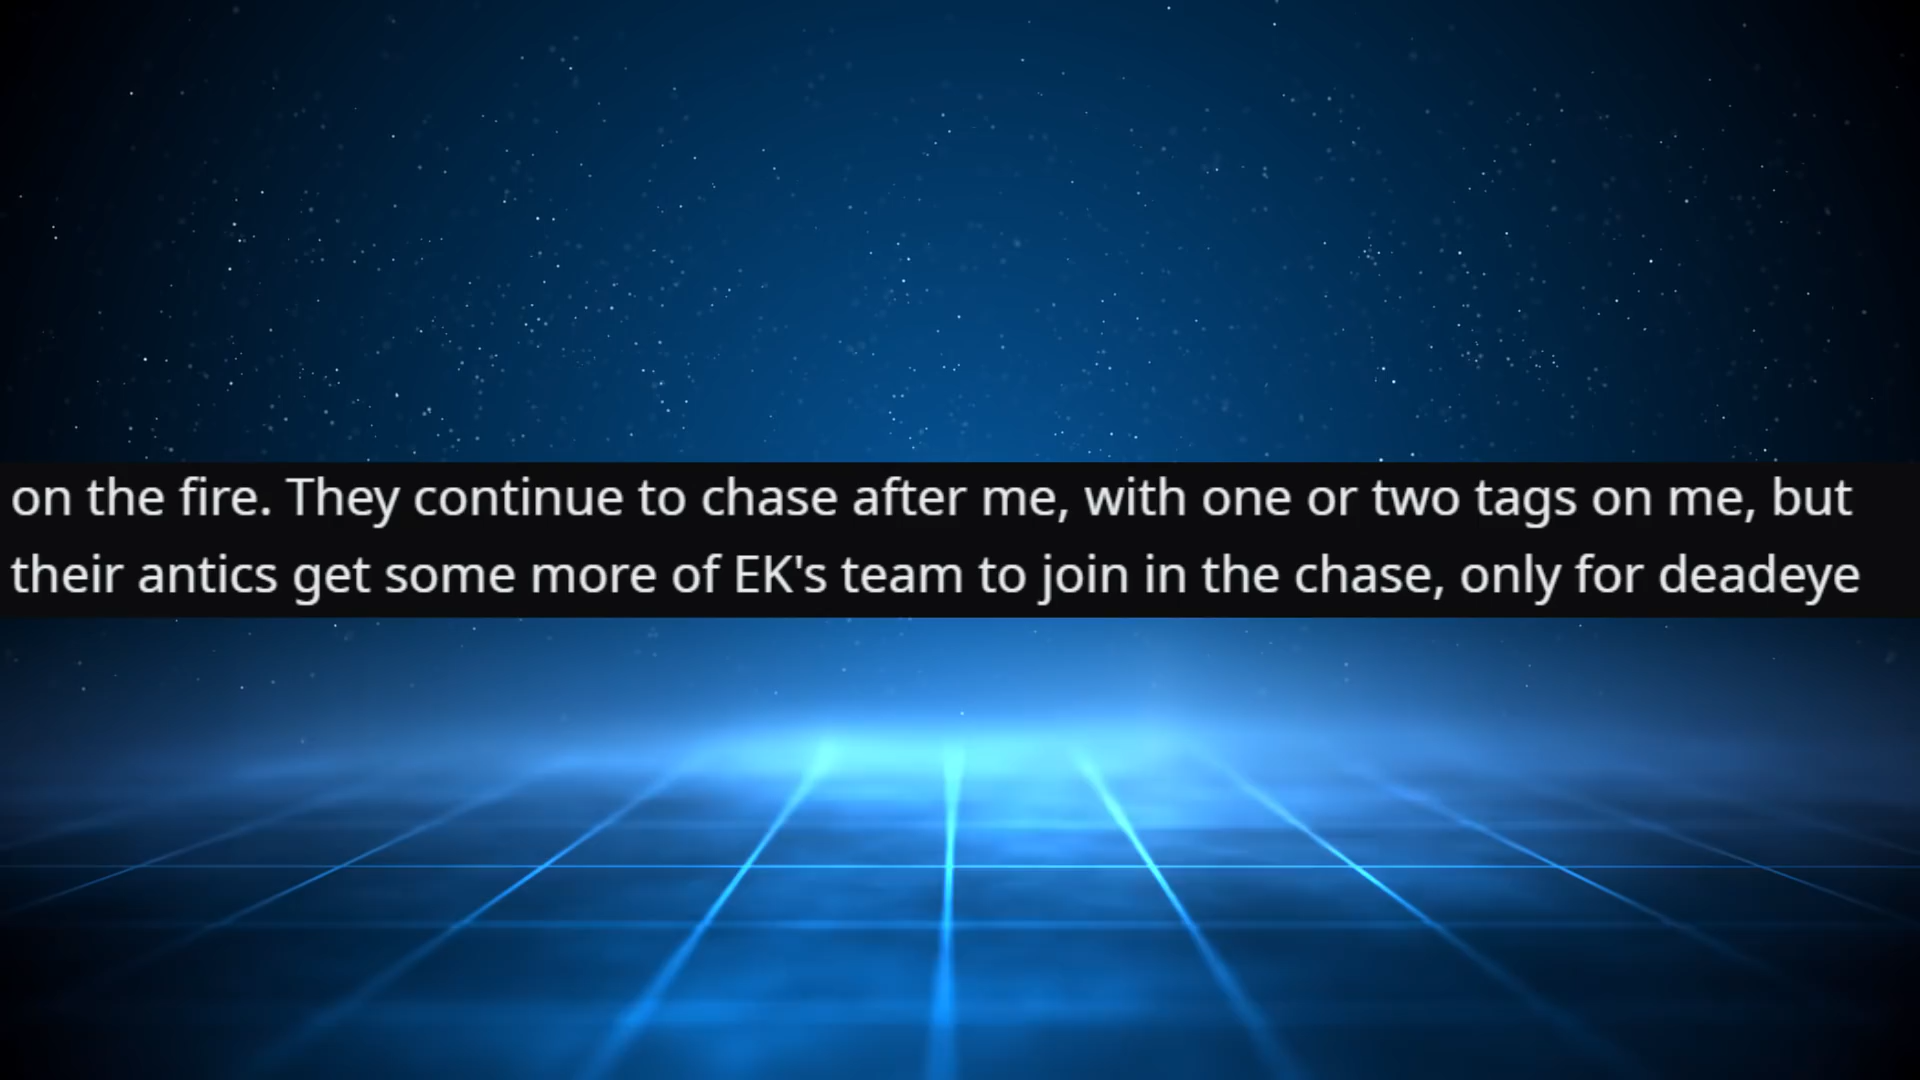 on the fire. They continue to chase after me, with one or two tags on me, but
their antics get some more of EK's team to join in the chase, only for deadeye